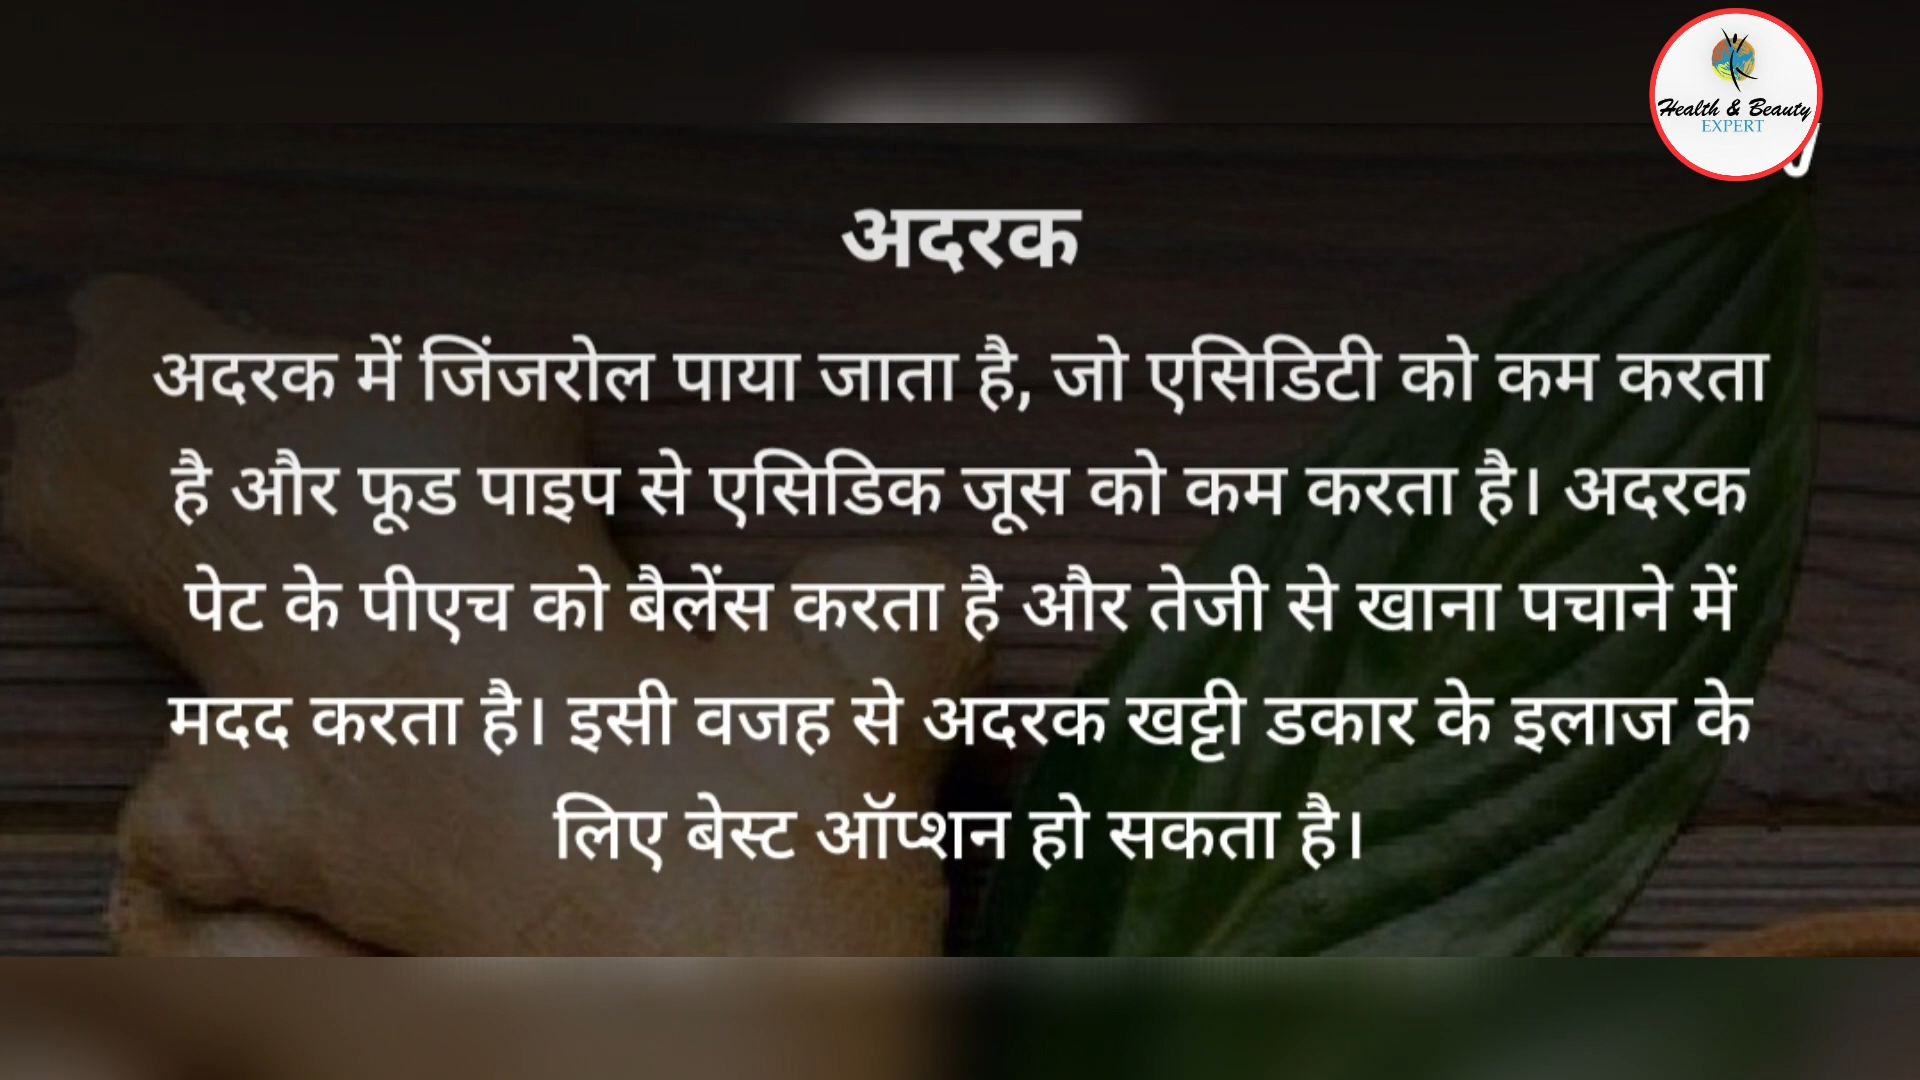 Health & Beauty
EXPERT
अदरक
अदरक में जिंजरोल पाया जाता है, जो एसिडिटी को कम करता
है और फूड पाइप से एसिडिक जूस को कम करता है। अदरक
पेट के पीएच को बैलेंस करता है और तेजी से खाना पचाने में
मदद करता है। इसी वजह से अदरक खट्टी डकार के इलाज के
लिए बेस्ट ऑप्शन हो सकता है।